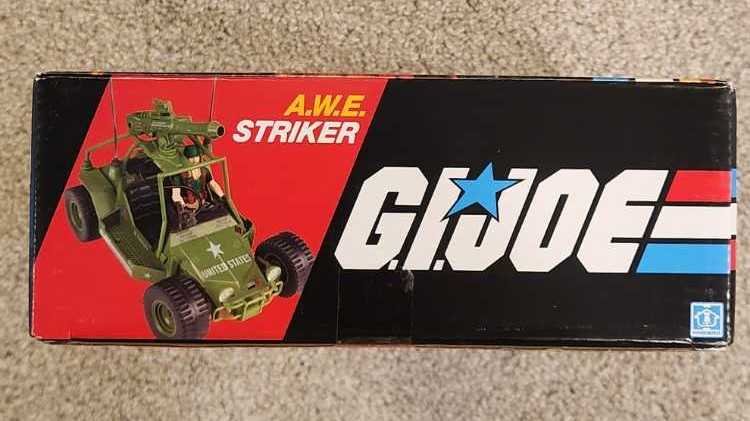 A.W.E.
STRIKER
G.I.JOE
UNITED STATES